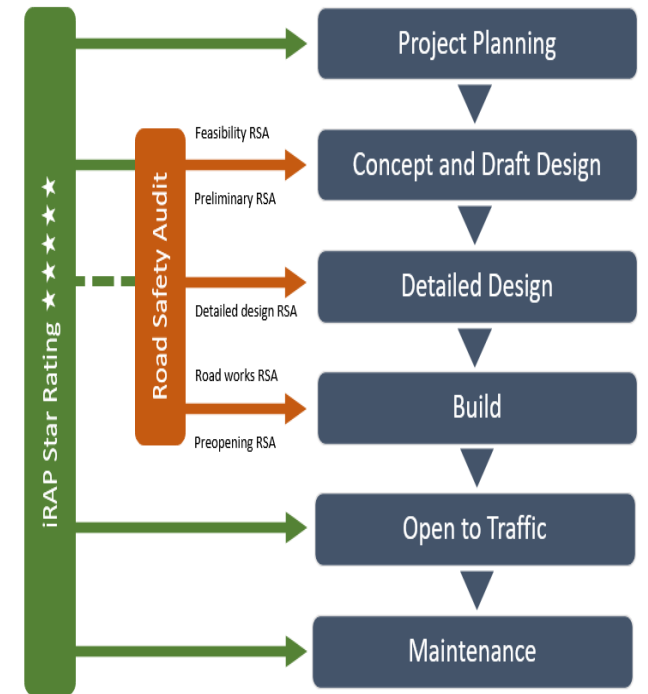 iRAP Star Rating ★★★★★
Road Safety Audit
Project Planning
Feasibility RSA
Preliminary RSA
Concept and Draft Design
Detailed design RSA
Detailed Design
Road works RSA
Preopening RSA
Build
Open to Traffic
Maintenance